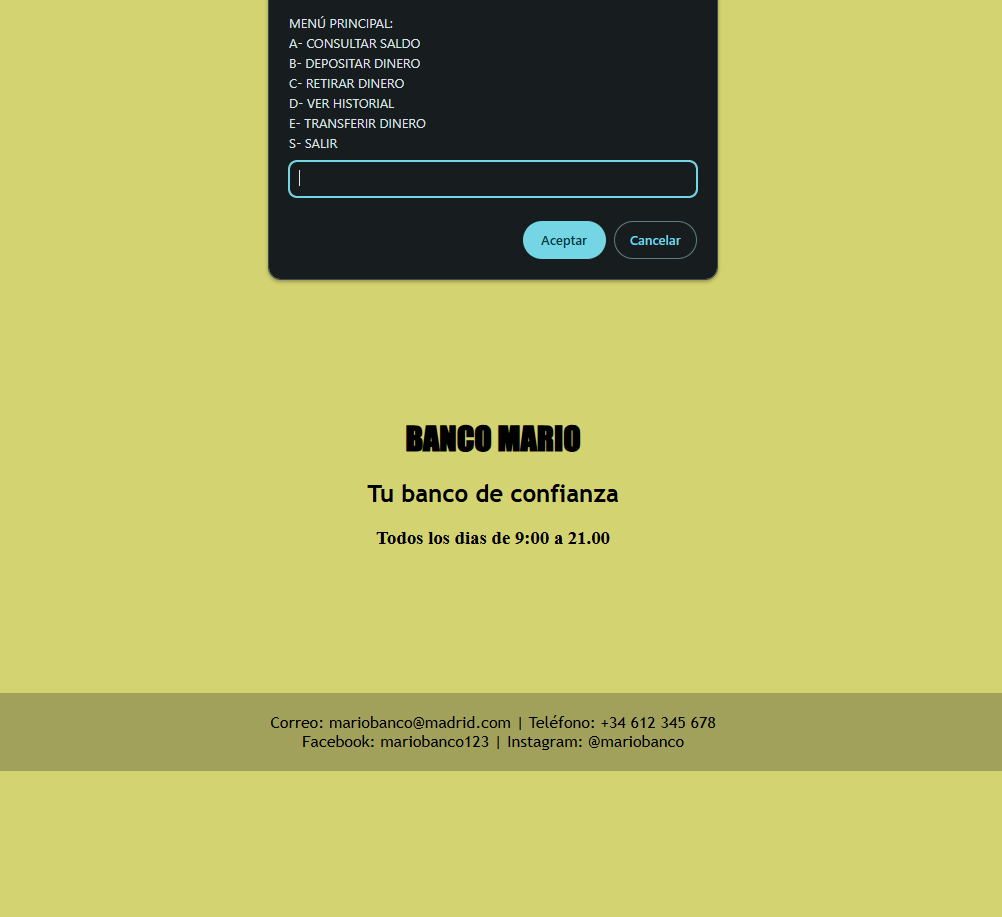 MENÚ PRINCIPAL:
A- CONSULTAR SALDO
B- DEPOSITAR DINERO
C- RETIRAR DINERO
D- VER HISTORIAL
E- TRANSFERIR DINERO
S- SALIR
Aceptar Cancelar
BANCO MARIO
Tu banco de confianza
Todos los dias de 9:00 a 21.00
Correo: mariobanco@madrid.com | Teléfono: +34 612 345 678
Facebook: mariobanco123 | Instagram: @mariobanco